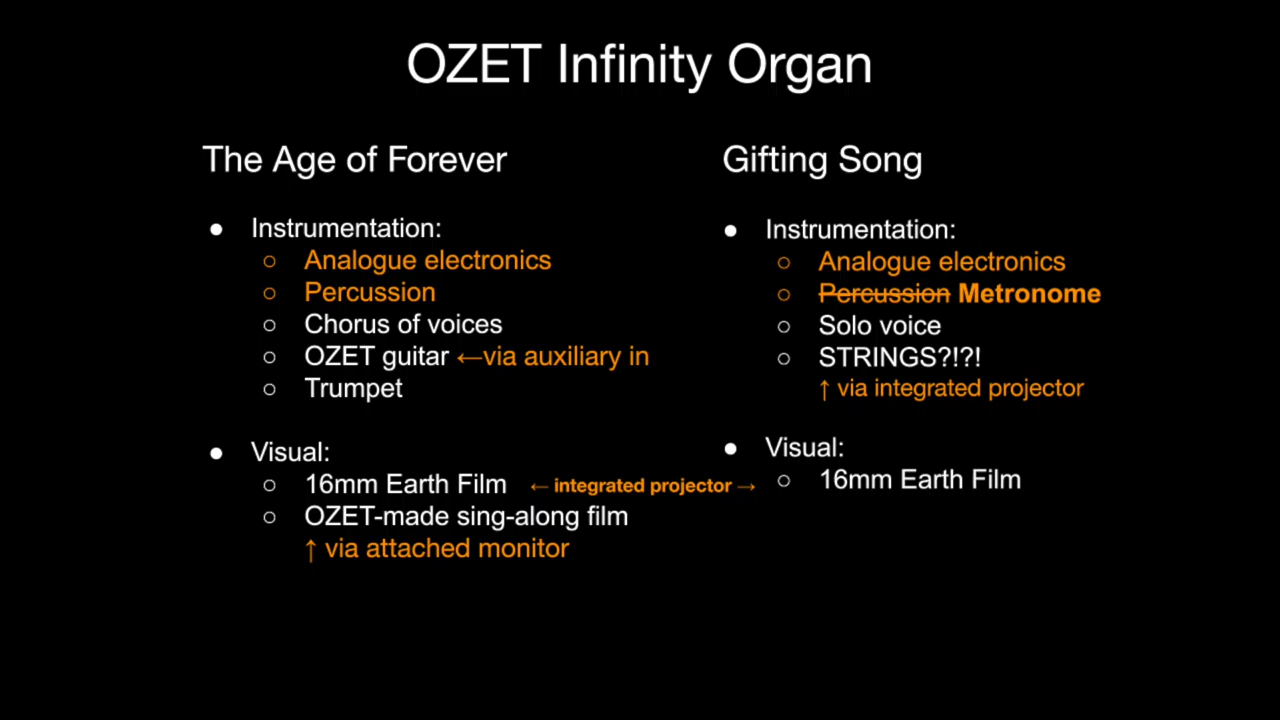 OZET Infinity Organ
The Age of Forever
● Instrumentation:
○ Analogue electronics
○ Percussion
○ Chorus of voices
○ OZET guitar ←via auxiliary in
○ Trumpet
● Visual:
○ 16mm Earth Film ← integrated projector →
○ OZET-made sing-along film
↑ via attached monitor
Gifting Song
● Instrumentation:
○ Analogue electronics
○ Percussion Metronome
○ Solo voice
○ STRINGS?!?!
↑ via integrated projector
● Visual:
○ 16mm Earth Film